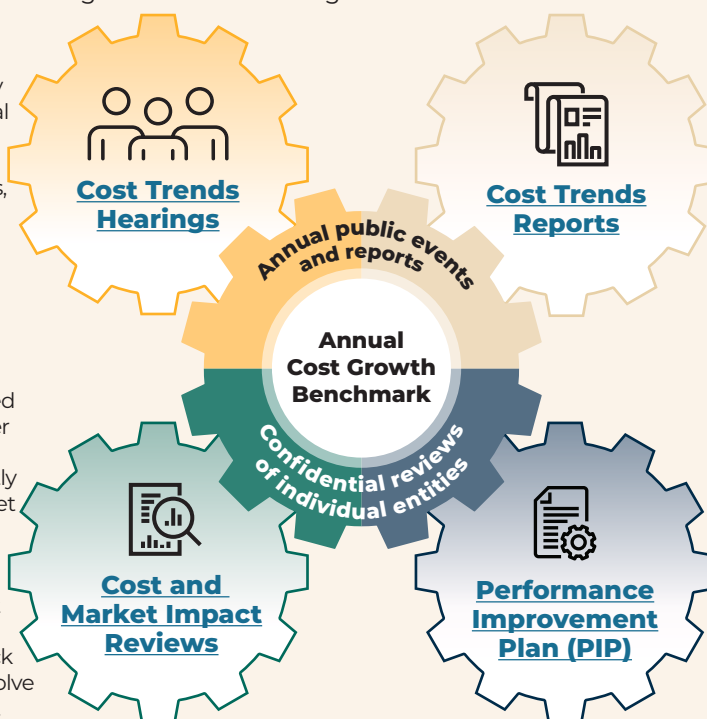 Cost Trends
Hearings
Cost Trends
Reports
Annual public events
and reports
Annual
Cost Growth
Benchmark
Confidential reviews
of individual entities
Cost and
Market Impact
Reviews
Performance
Improvement
Plan (PIP)